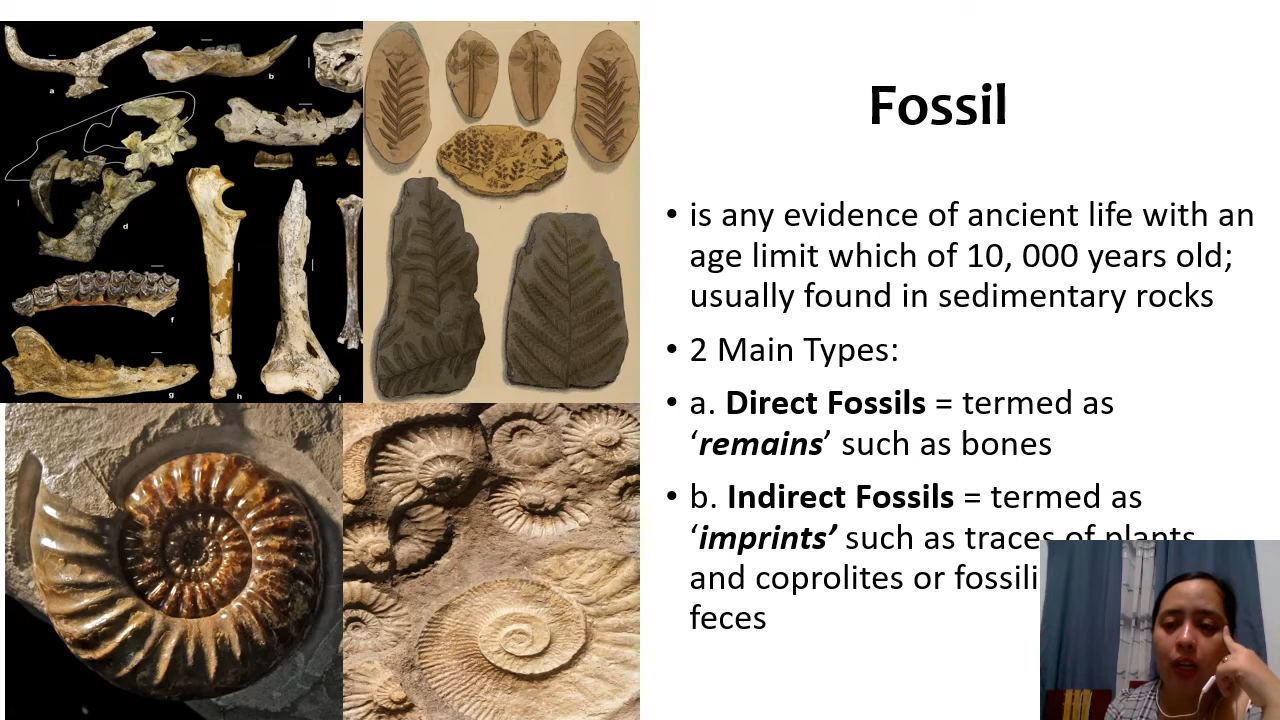 Fossil
• is any evidence of ancient life with an
age limit which of 10, 000 years old;
usually found in sedimentary rocks
• 2 Main Types:
• a. Direct Fossils = termed as
‘remains’ such as bones
• b. Indirect Fossils = termed as
‘imprints’ such as traces of plants
and coprolites or
feces
a
b
d
f
g
h
i